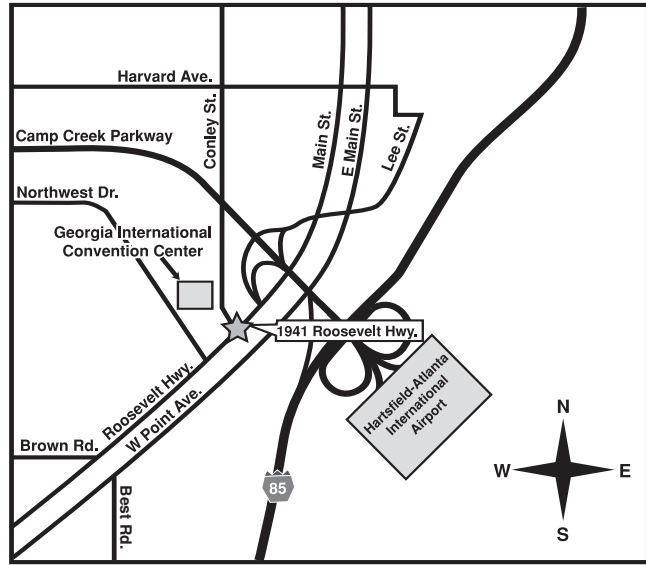 Harvard Ave.
Conley St.
Main St.
E Main St.
Lee St.
Camp Creek Parkway
Northwest Dr.
Georgia International
Convention Center
1941 Roosevelt Hwy.
Roosevelt Hwy.
W Point Ave.
Hartsfield-Atlanta
International
Airport
Brown Rd.
Best Rd.
85
N
W
E
S